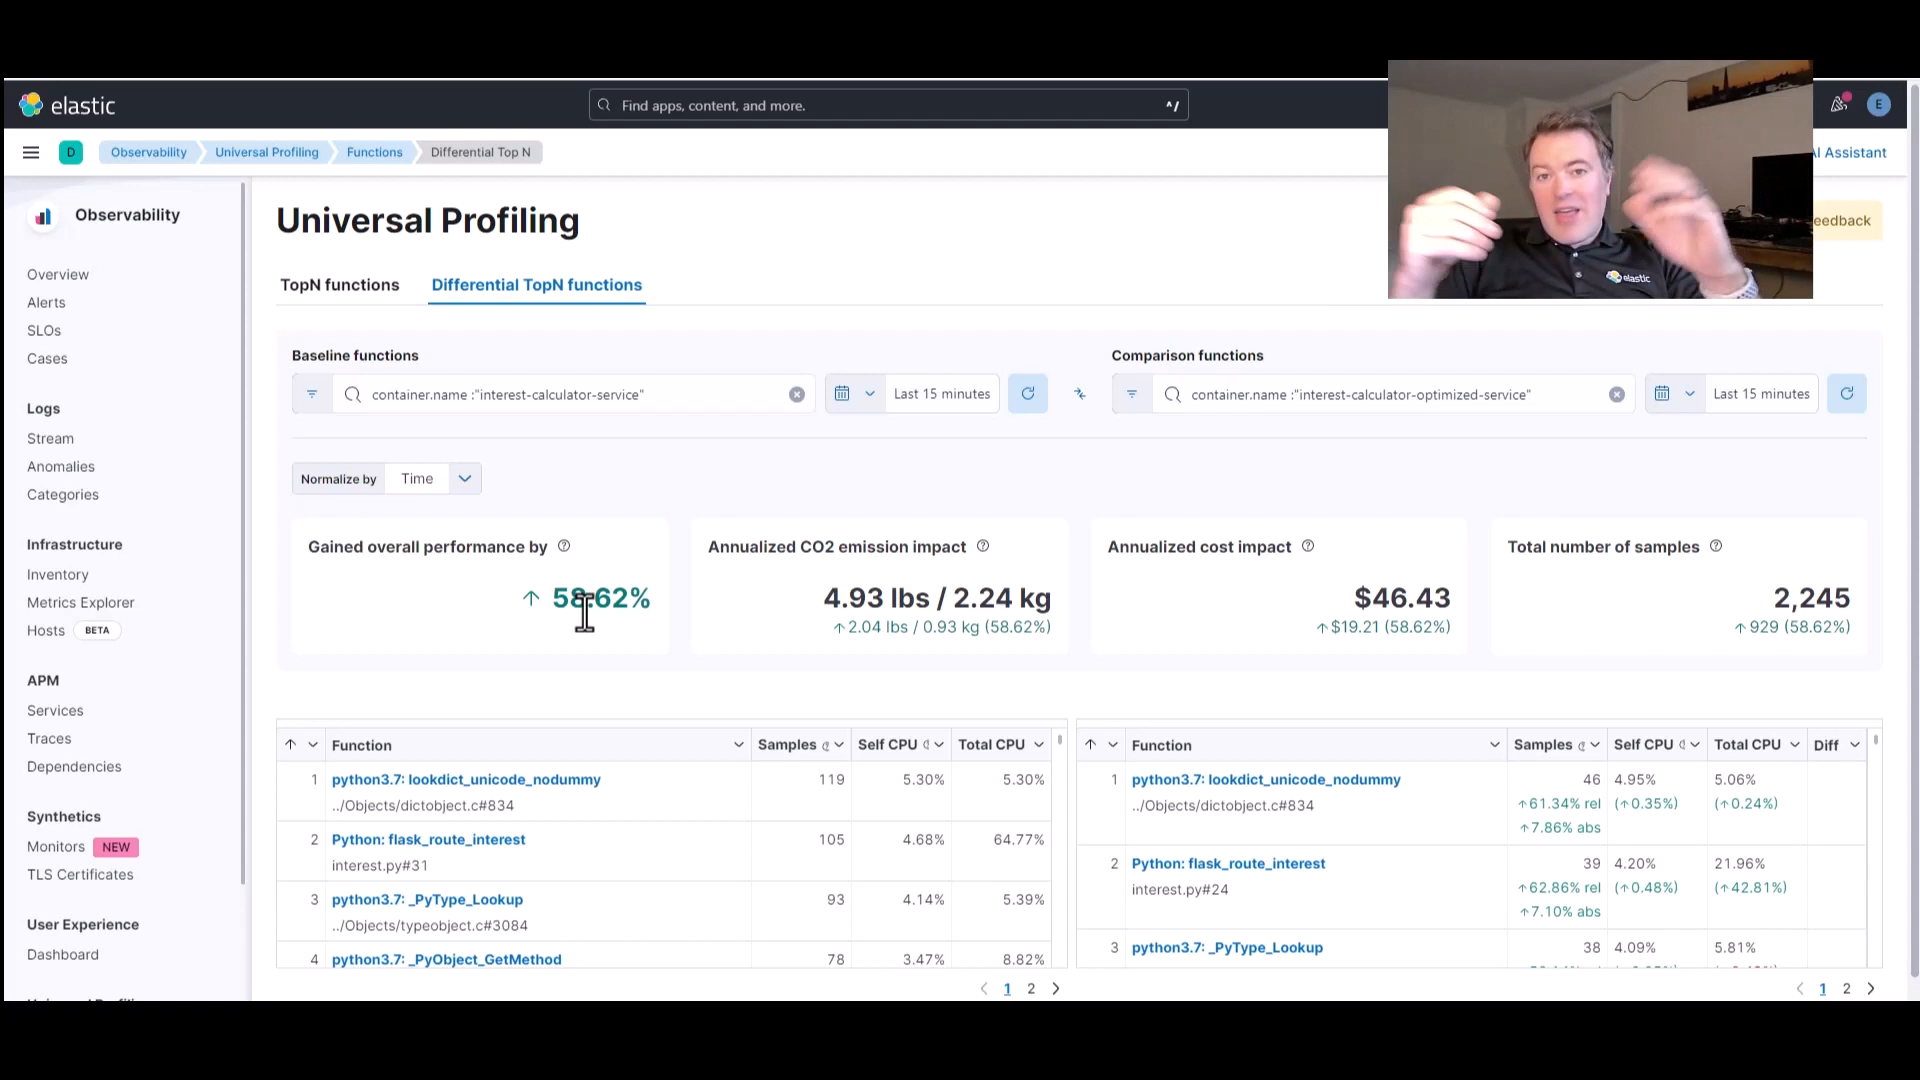 elastic
Find apps, content, and more.
^/
E
D
Observability
Universal Profiling
Functions
Differential Top N
AI Assistant
Observability
Overview
Alerts
SLOs
Cases
Logs
Stream
Anomalies
Categories
Infrastructure
Inventory
Metrics Explorer
Hosts BETA
APM
Services
Traces
Dependencies
Synthetics
Monitors NEW
TLS Certificates
User Experience
Dashboard
Universal Profiling
eedback
elastic
TopN functions
Differential TopN functions
Baseline functions
container.name :"interest-calculator-service"
Last 15 minutes
Comparison functions
container.name :"interest-calculator-optimized-service"
Last 15 minutes
Normalize by Time
Gained overall performance by
58.62%
Annualized CO2 emission impact
4.93 lbs / 2.24 kg
↑2.04 lbs / 0.93 kg (58.62%)
Annualized cost impact
$46.43
↑$19.21 (58.62%)
Total number of samples
2,245
↑929 (58.62%)
Function Samples Self CPU Total CPU
1 python3.7: lookdict_unicode_nodummy 119 5.30% 5.30%
../Objects/dictobject.c#834
2 Python: flask_route_interest 105 4.68% 64.77%
interest.py#31
3 python3.7: _PyType_Lookup 93 4.14% 5.39%
../Objects/typeobject.c#3084
4 python3.7: _PyObject_GetMethod 78 3.47% 8.82%
1 2
Function Samples Self CPU Total CPU Diff
1 python3.7: lookdict_unicode_nodummy 46 4.95% 5.06%
../Objects/dictobject.c#834 ↑61.34% rel (↑0.35%) (↑0.24%)
↑7.86% abs
2 Python: flask_route_interest 39 4.20% 21.96%
interest.py#24 ↑62.86% rel (↑0.48%) (↑42.81%)
↑7.10% abs
3 python3.7: _PyType_Lookup 38 4.09% 5.81%
1 2